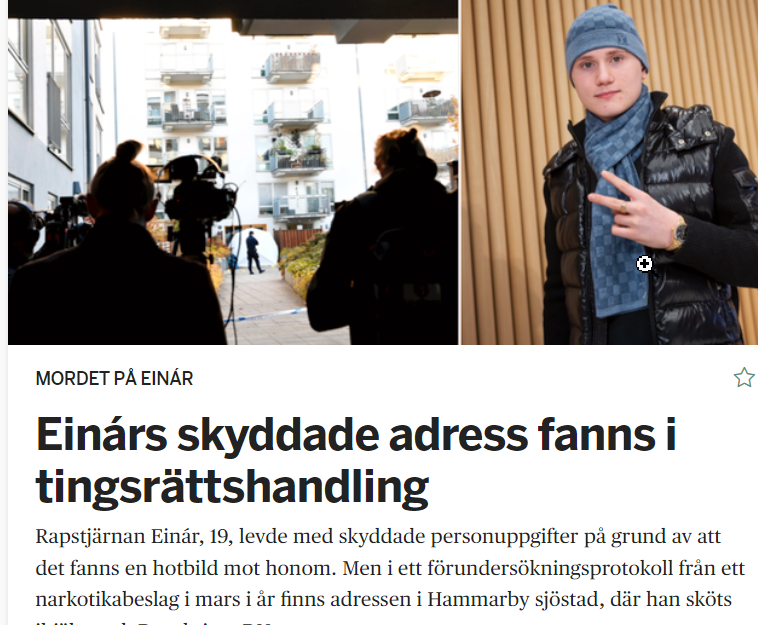 MORDET PÅ EINÁR
Einárs skyddade adress fanns i
tingsrättshandling
Rapstjärnan Einár, 19, levde med skyddade personuppgifter på grund av att
det fanns en hotbild mot honom. Men i ett förundersökningsprotokoll från ett
narkotikabeslag i mars i år finns adressen i Hammarby sjöstad, där han sköts